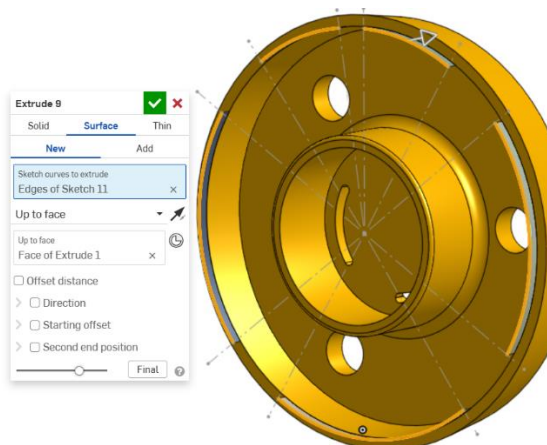 Extrude 9
Solid Surface Thin
New Add
Sketch curves to extrude
Edges of Sketch 11
Up to face
Up to face
Face of Extrude 1
Offset distance
Direction
Starting offset
Second end position
Final